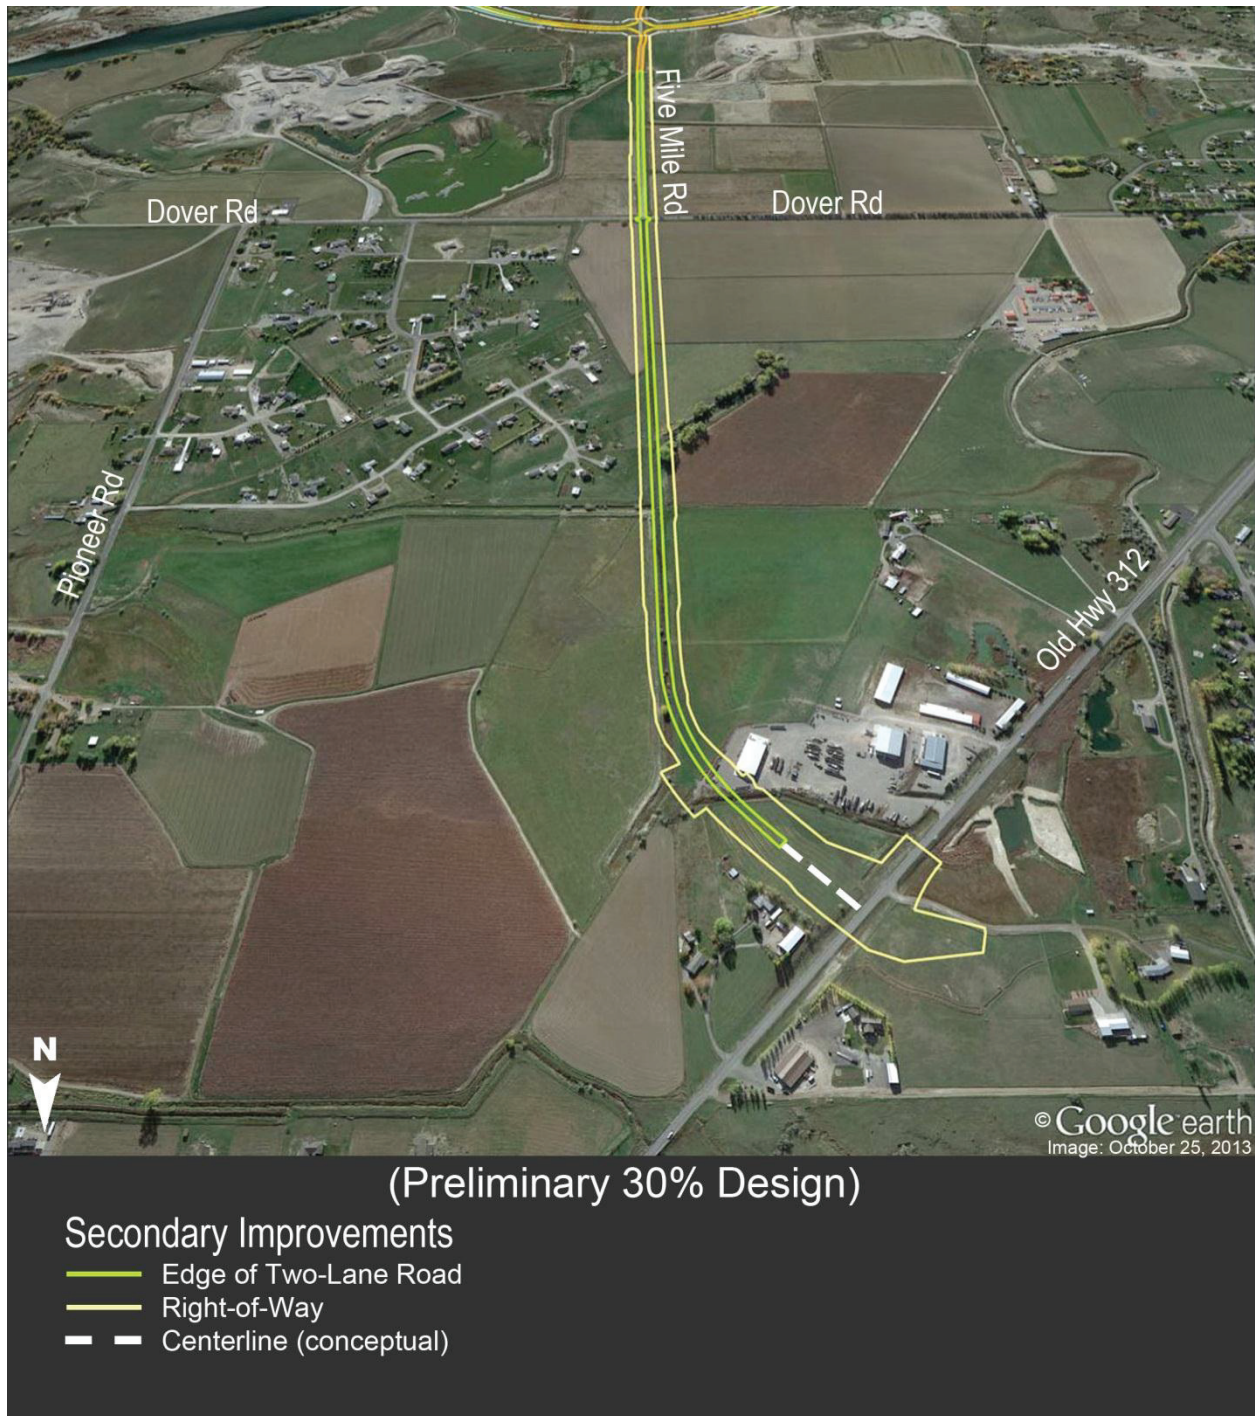 Five Mile Rd
Dover Rd
Dover Rd
Pioneer Rd
Old Hwy 312
N
© Google earth
Image: October 25, 2013
(Preliminary 30% Design)
Secondary Improvements
Edge of Two-Lane Road
Right-of-Way
Centerline (conceptual)